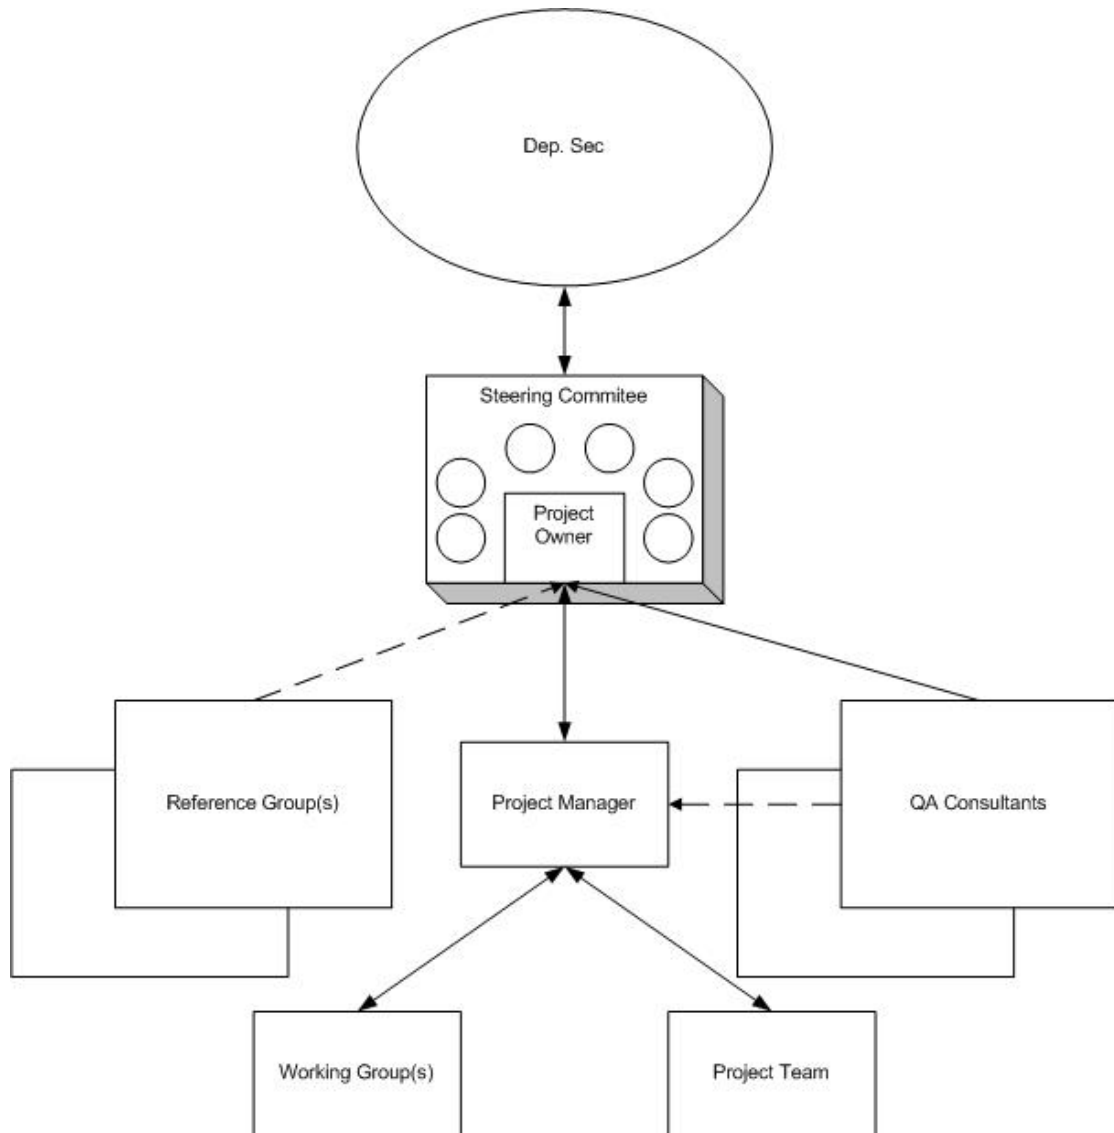 Dep. Sec
Steering Commitee
Project
Owner
Reference Group(s)
Project Manager
QA Consultants
Working Group(s)
Project Team